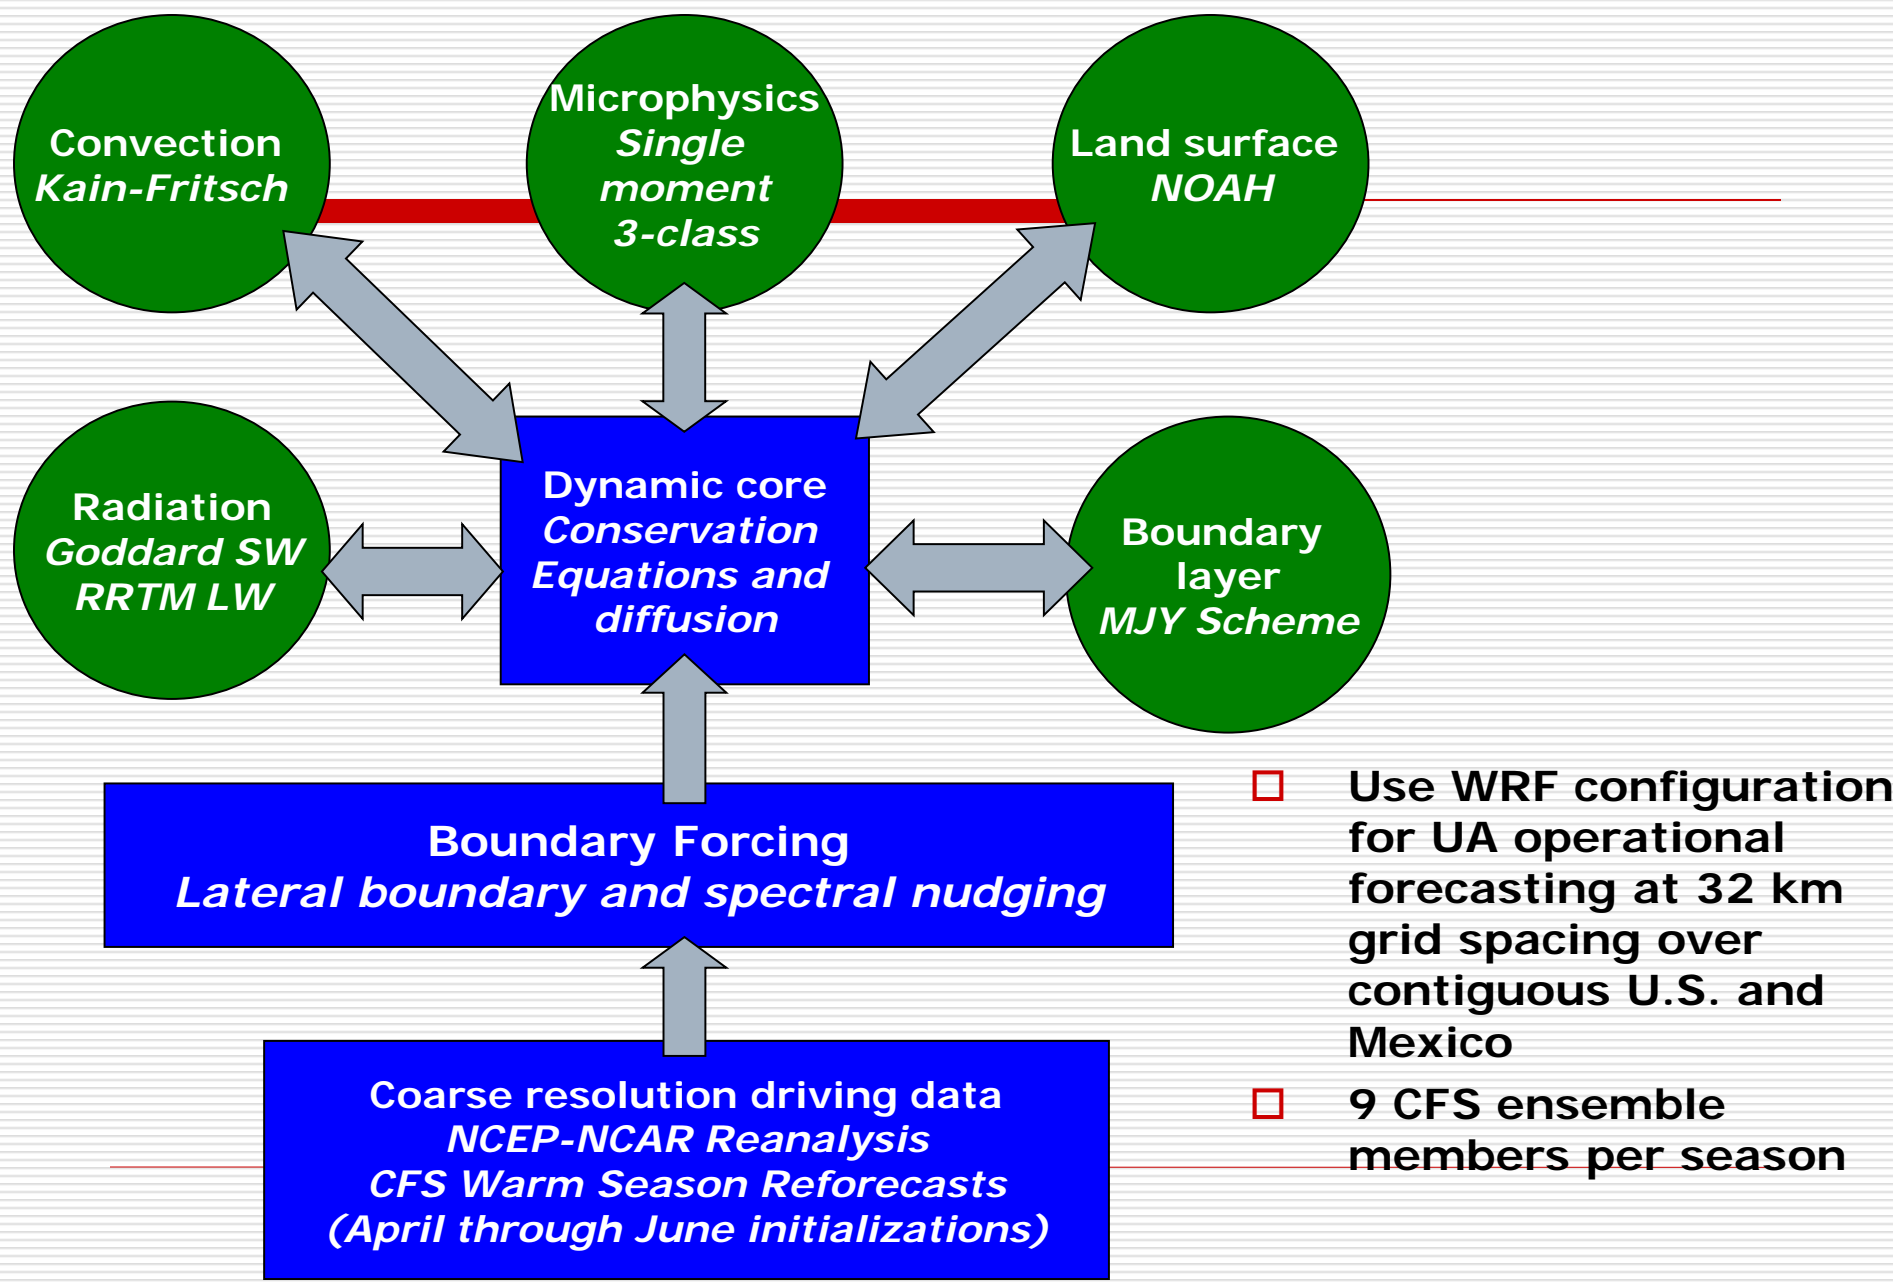 Convection
Kain-Fritsch
Microphysics
Single
moment
3-class
Land surface
NOAH
Radiation
Goddard SW
RRTM LW
Dynamic core
Conservation
Equations and
diffusion
Boundary
layer
MJY Scheme
Boundary Forcing
Lateral boundary and spectral nudging
Coarse resolution driving data
NCEP-NCAR Reanalysis
CFS Warm Season Reforecasts
(April through June initializations)
Use WRF configuration
for UA operational
forecasting at 32 km
grid spacing over
contiguous U.S. and
Mexico
9 CFS ensemble
members per season